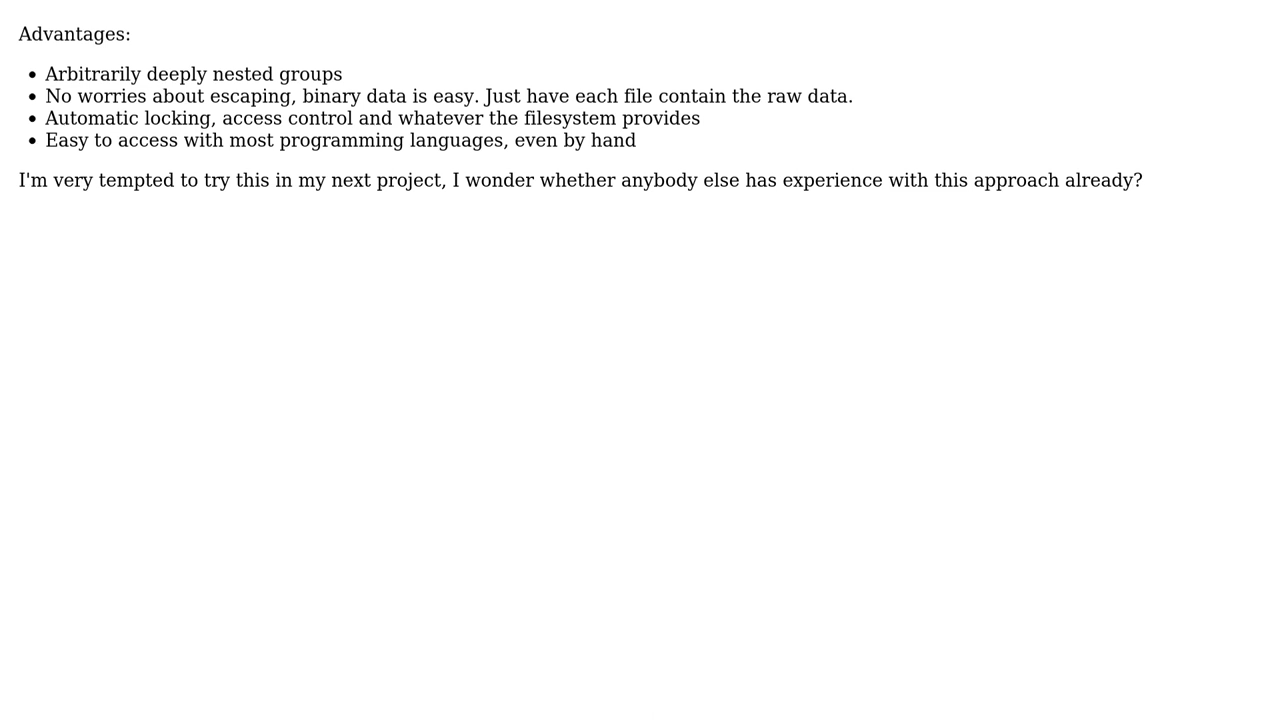 Advantages:
• Arbitrarily deeply nested groups
• No worries about escaping, binary data is easy. Just have each file contain the raw data.
• Automatic locking, access control and whatever the filesystem provides
• Easy to access with most programming languages, even by hand
I'm very tempted to try this in my next project, I wonder whether anybody else has experience with this approach already?